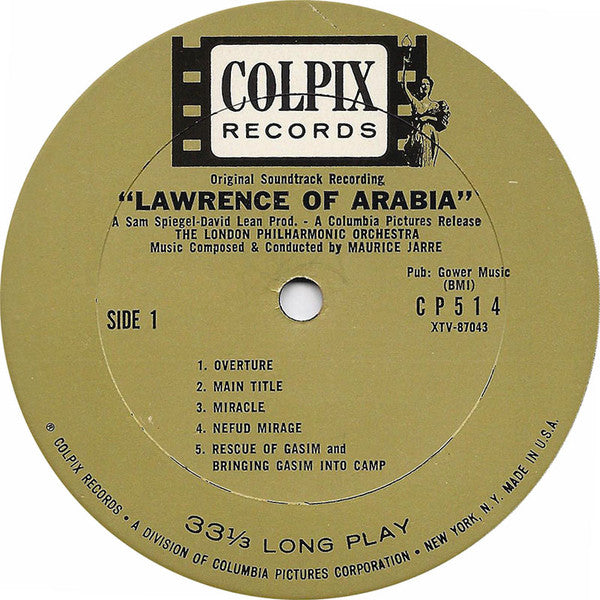 COLPIX
RECORDS
Original Soundtrack Recording
"LAWRENCE OF ARABIA"
A Sam Spiegel-David Lean Prod. - A Columbia Pictures Release
THE LONDON PHILHARMONIC ORCHESTRA
Music Composed & Conducted by MAURICE JARRE
Pub: Gower Music
(BMI)
SIDE 1
CP514
XTV-87043
1. OVERTURE
2. MAIN TITLE
3. MIRACLE
4. NEFUD MIRAGE
5. RESCUE OF GASIM and
BRINGING GASIM INTO CAMP
33⅓ LONG PLAY
® COLPIX RECORDS • A DIVISION OF COLUMBIA PICTURES CORPORATION • NEW YORK, N.Y. MADE IN U.S.A.